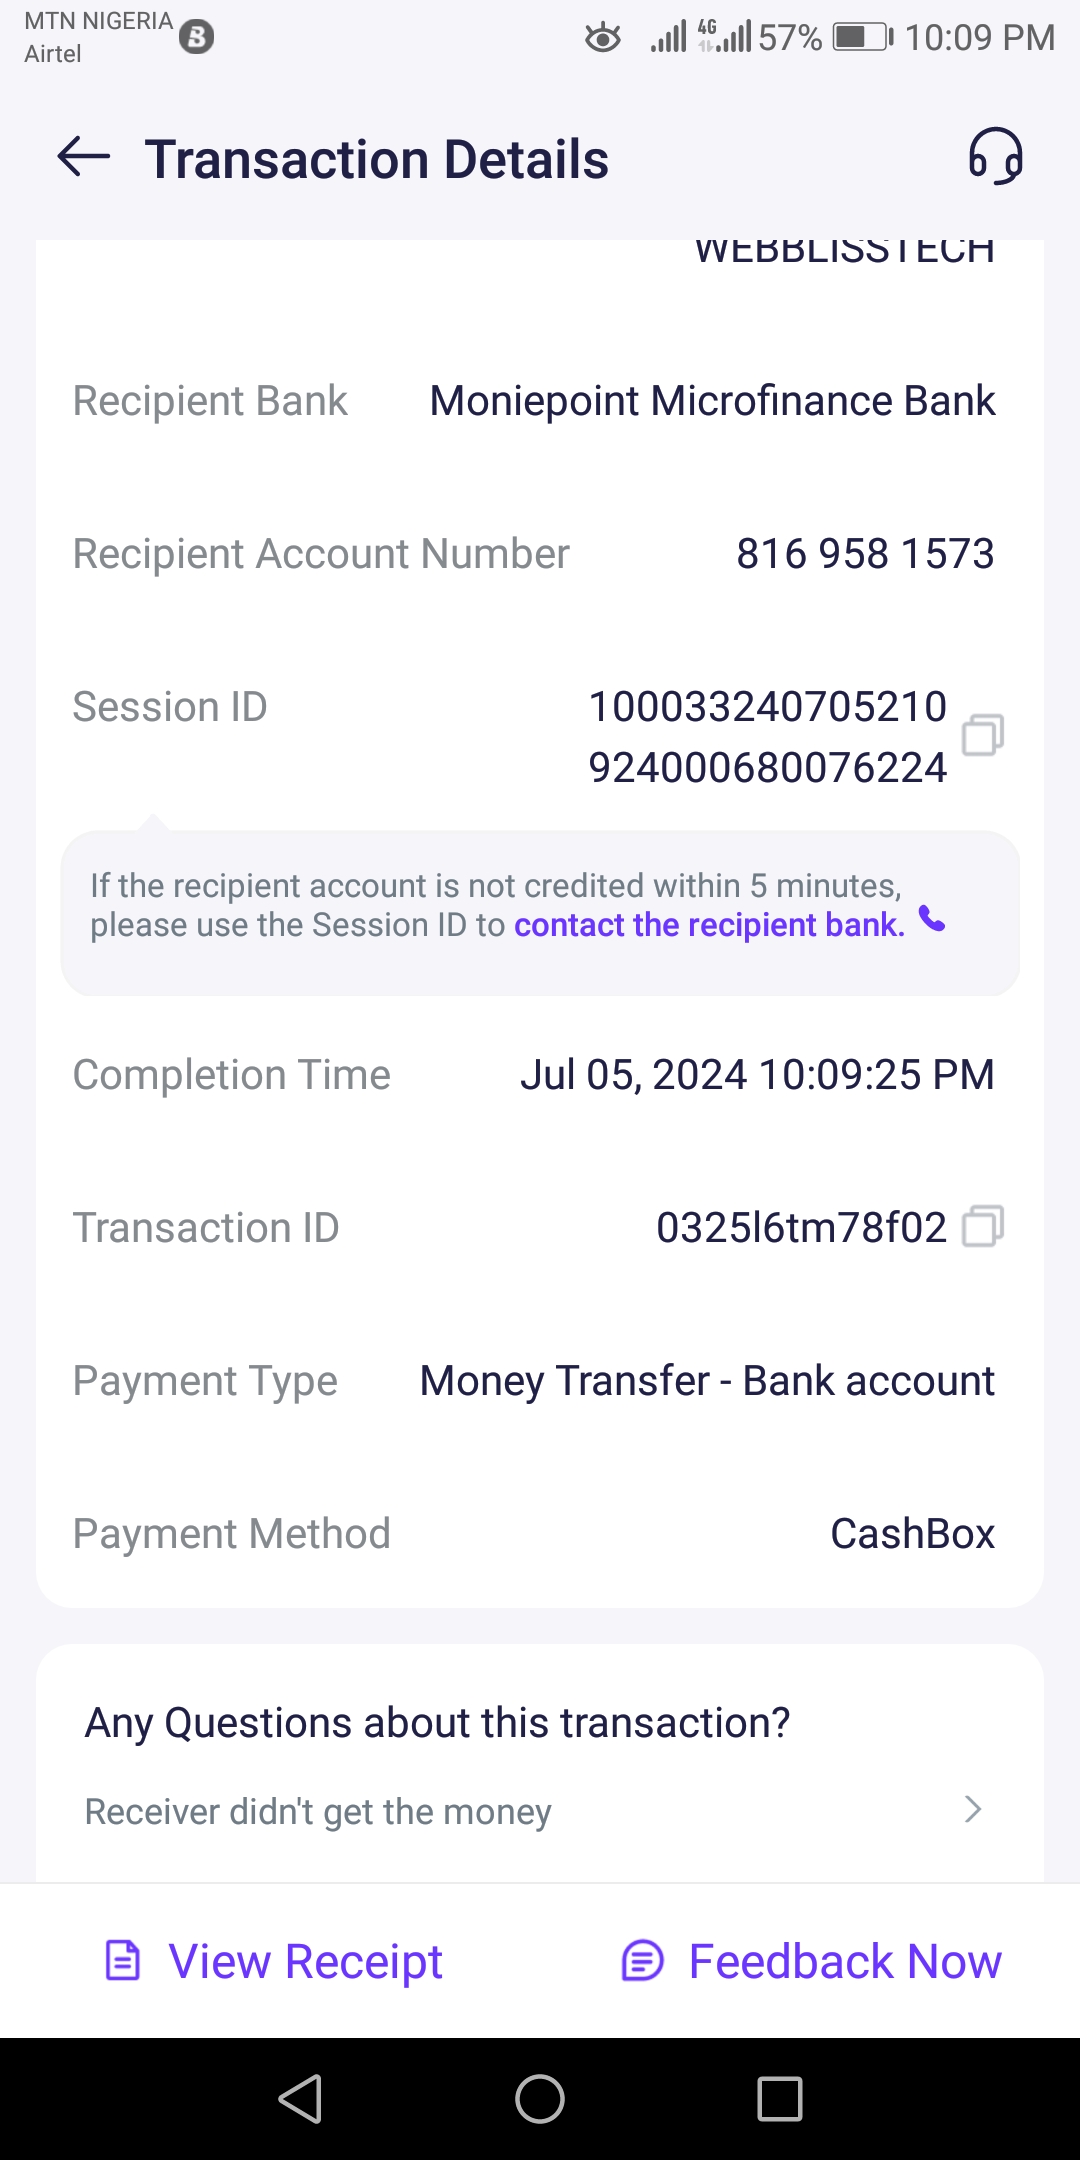 MTN NIGERIA
Airtel
4G
57%
10:09 PM
Transaction Details
WEBBLISSTECH
Recipient Bank
Moniepoint Microfinance Bank
Recipient Account Number
816 958 1573
Session ID
100033240705210
924000680076224
If the recipient account is not credited within 5 minutes,
please use the Session ID to contact the recipient bank.
Completion Time
Jul 05, 2024 10:09:25 PM
Transaction ID
0325l6tm78f02
Payment Type
Money Transfer - Bank account
Payment Method
CashBox
Any Questions about this transaction?
Receiver didn't get the money
View Receipt
Feedback Now